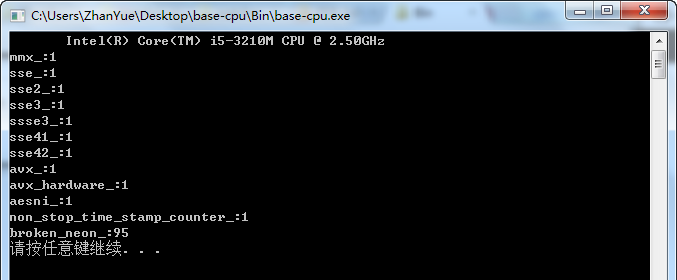 C:\Users\ZhanYue\Desktop\base-cpu\Bin\base-cpu.exe
Intel(R) Core(TM) i5-3210M CPU @ 2.50GHz
mmx_:1
sse_:1
sse2_:1
sse3_:1
ssse3_:1
sse41_:1
sse42_:1
avx_:1
avx_hardware_:1
aesni_:1
non_stop_time_stamp_counter_:1
broken_neon_:95
请按任意键继续. . .